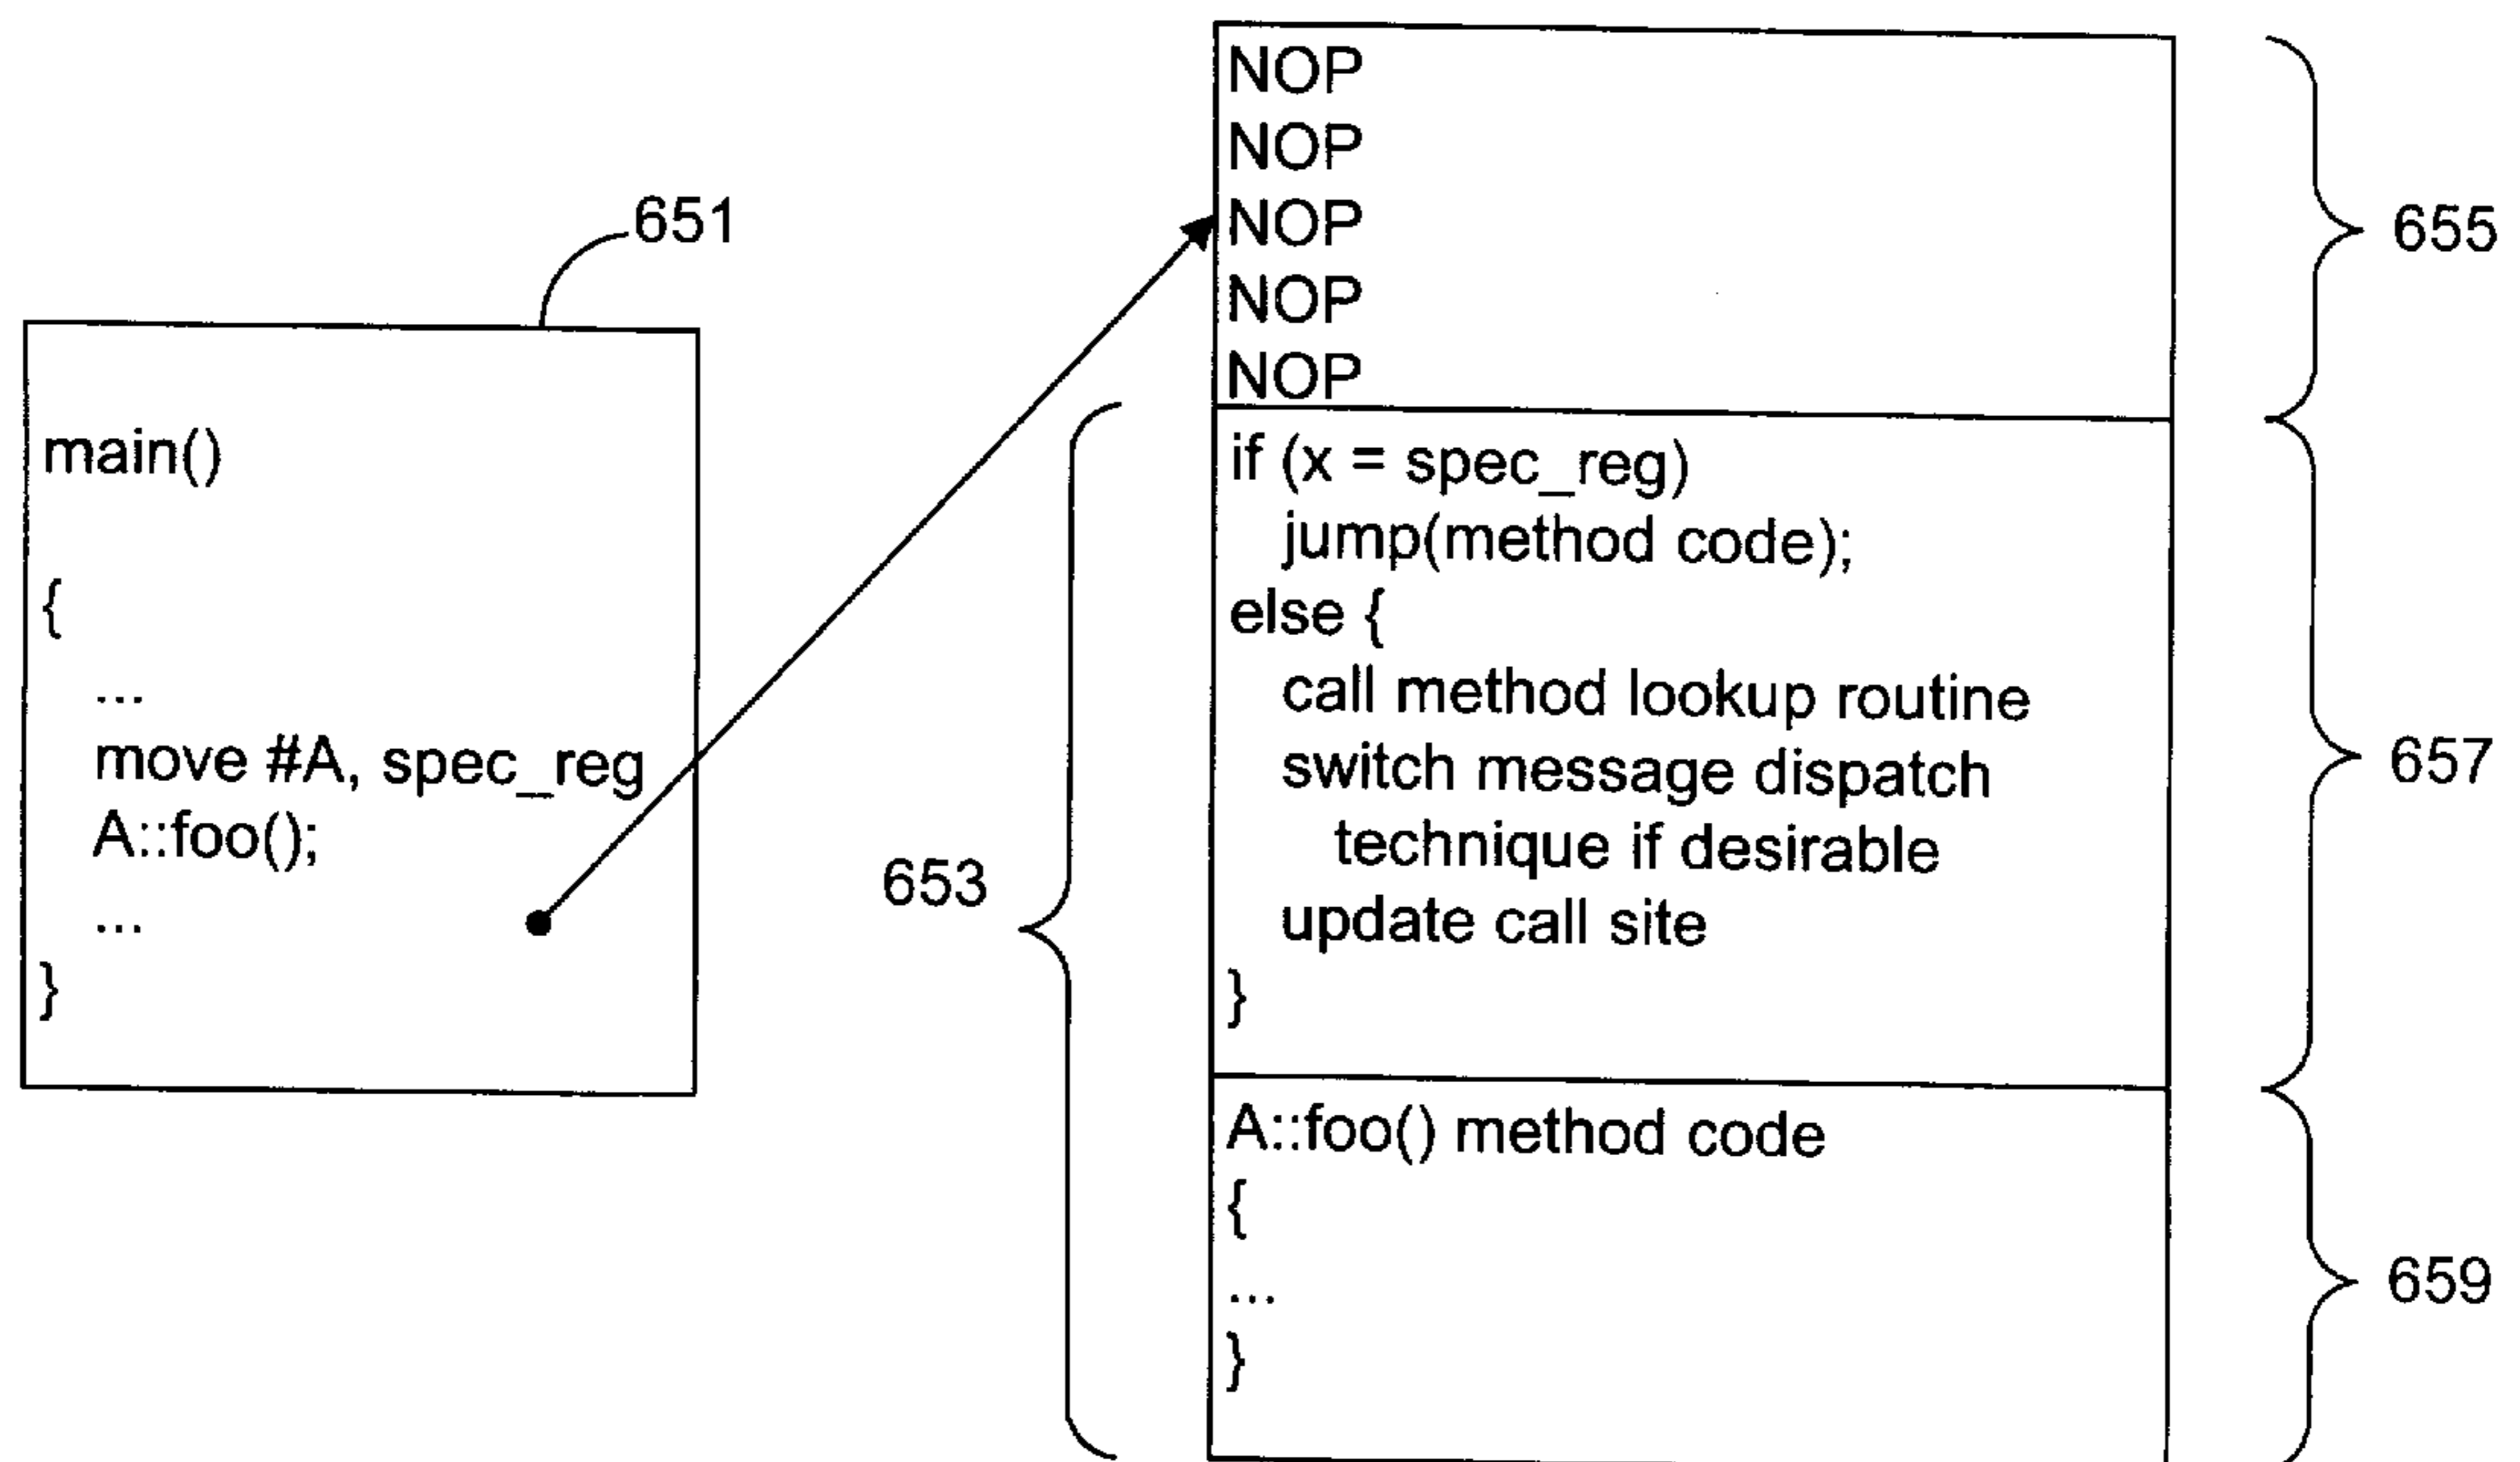 651
main()
{
...
move #A, spec_reg
A::foo();
...
}
653
NOP
NOP
NOP
NOP
NOP
655
if (x = spec_reg)
jump(method code);
else {
call method lookup routine
switch message dispatch
technique if desirable
update call site
}
657
A::foo() method code
{
...
}
659